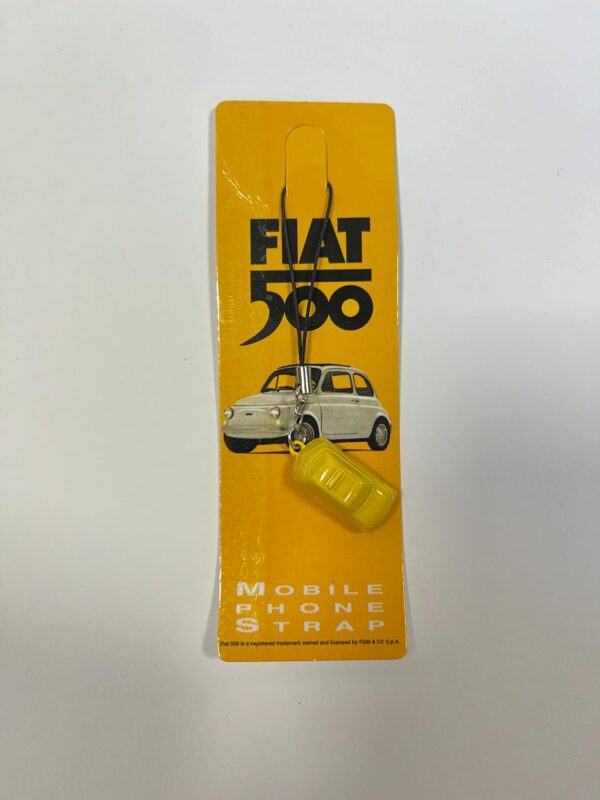 FIAT
500
MOBILE
PHONE
STRAP
Fiat 500 is a registered trademark owned and licensed by FGM & CC S.p.A.